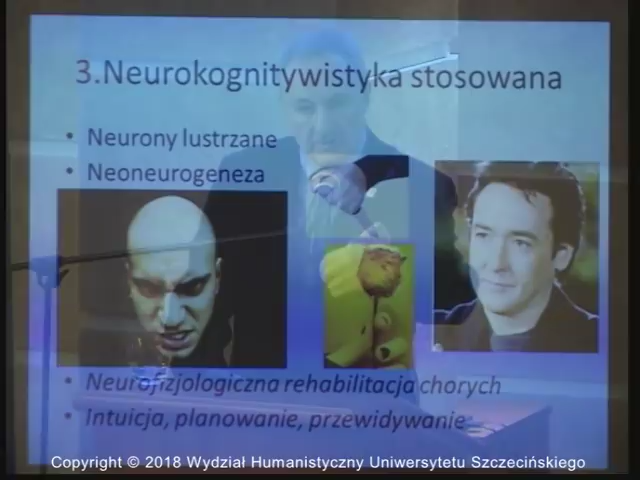 3.Neurokognitywistyka stosowana
• Neurony lustrzane
• Neoneurogeneza
• Neurofizjologiczna rehabilitacja chorych
• Intuicja, planowanie, przewidywanie
Copyright © 2018 Wydział Humanistyczny Uniwersytetu Szczecińskiego